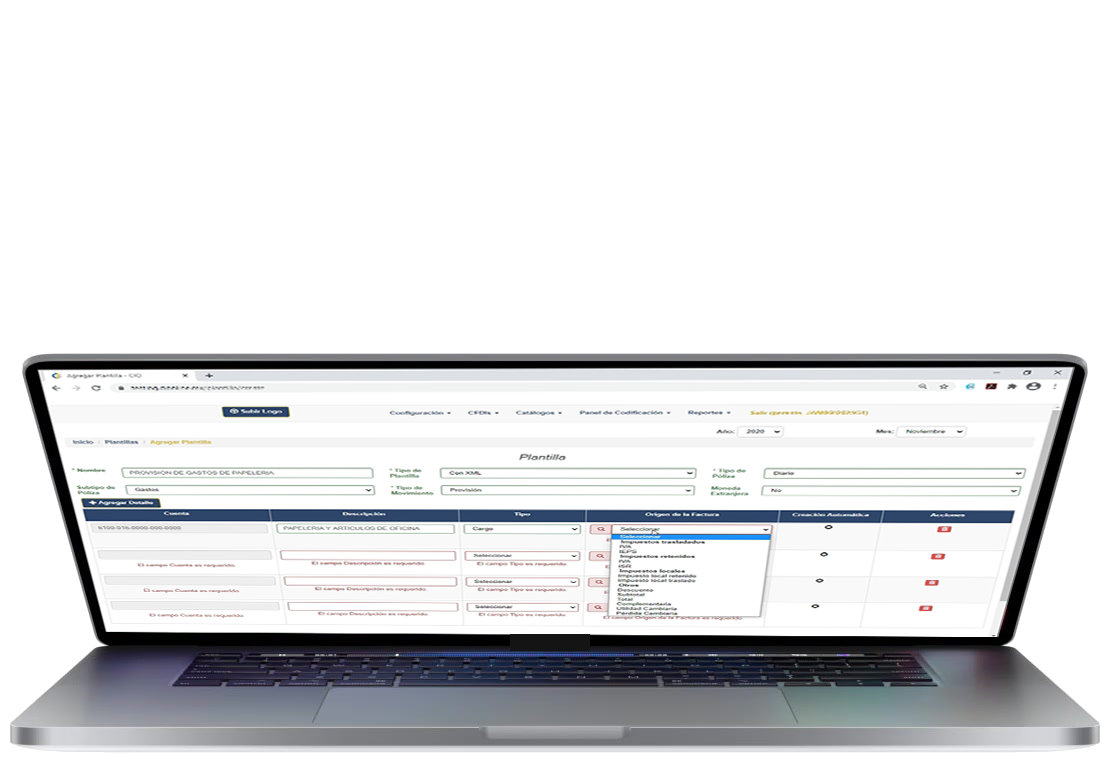 Agregar Plantilla - CIO
Subir Logo
Configuración CFDIs Catálogos Panel de Codificación Reportes
Año: 2020 Mes: Noviembre
Inicio / Plantillas / Agregar Plantilla
Plantilla
* Nombre PROVISION DE GASTOS DE PAPELERIA * Tipo de Plantilla Con XML * Tipo de Póliza Diario
Subtipo de Póliza Gastos * Tipo de Movimiento Provisión Moneda Extranjera No
+ Agregar Detalle
Cuenta Descripción Tipo Origen de la Factura Creación Automática Acciones
6100-016-0000-000-0000 PAPELERIA Y ARTICULOS DE OFICINA Cargo Seleccionar
Seleccionar
Impuestos trasladados
IVA
IEPS
Impuestos retenidos
IVA
ISR
Impuestos locales
Impuesto local retenido
Impuesto local traslado
Otros
Descuento
Subtotal
Total
Complementaria
Utilidad Cambiaria
Pérdida Cambiaria
Seleccionar
El campo Cuenta es requerido. El campo Descripción es requerido. El campo Tipo es requerido.
Seleccionar
El campo Cuenta es requerido. El campo Descripción es requerido. El campo Tipo es requerido.
Seleccionar
El campo Cuenta es requerido. El campo Descripción es requerido. El campo Tipo es requerido. El campo Origen de la Factura es requerido.